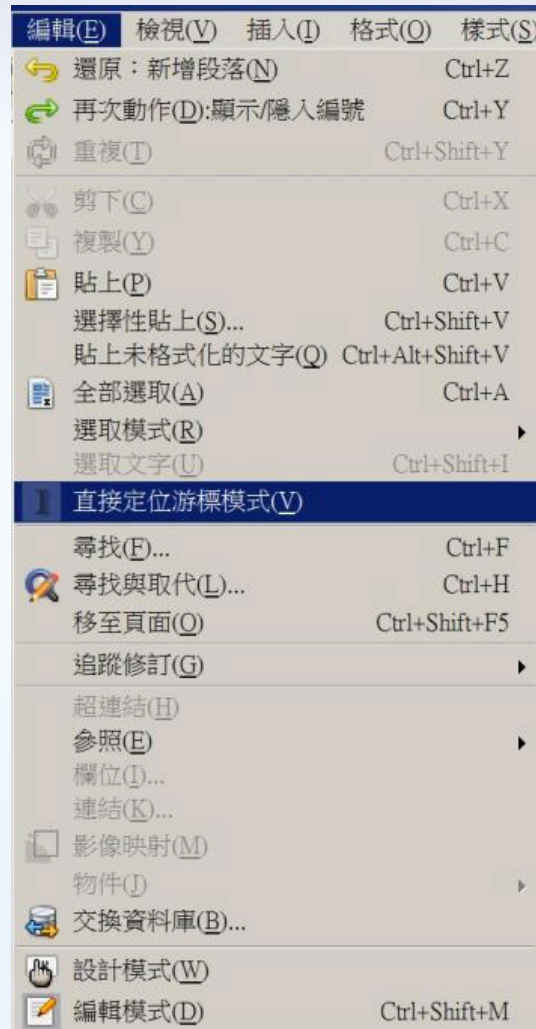 編輯(E) 檢視(V) 插入(I) 格式(O) 樣式(S)
還原：新增段落(N) Ctrl+Z
再次動作(D):顯示/隱入編號 Ctrl+Y
重複(T) Ctrl+Shift+Y
剪下(C) Ctrl+X
複製(Y) Ctrl+C
貼上(P) Ctrl+V
選擇性貼上(S)... Ctrl+Shift+V
貼上未格式化的文字(Q) Ctrl+Alt+Shift+V
全部選取(A) Ctrl+A
選取模式(R)
選取文字(U) Ctrl+Shift+I
直接定位游標模式(V)
尋找(F)... Ctrl+F
尋找與取代(L)... Ctrl+H
移至頁面(O) Ctrl+Shift+F5
追蹤修訂(G)
超連結(H)
參照(E)
欄位(I)...
連結(K)...
影像映射(M)
物件(J)
交換資料庫(B)...
設計模式(W)
編輯模式(D) Ctrl+Shift+M